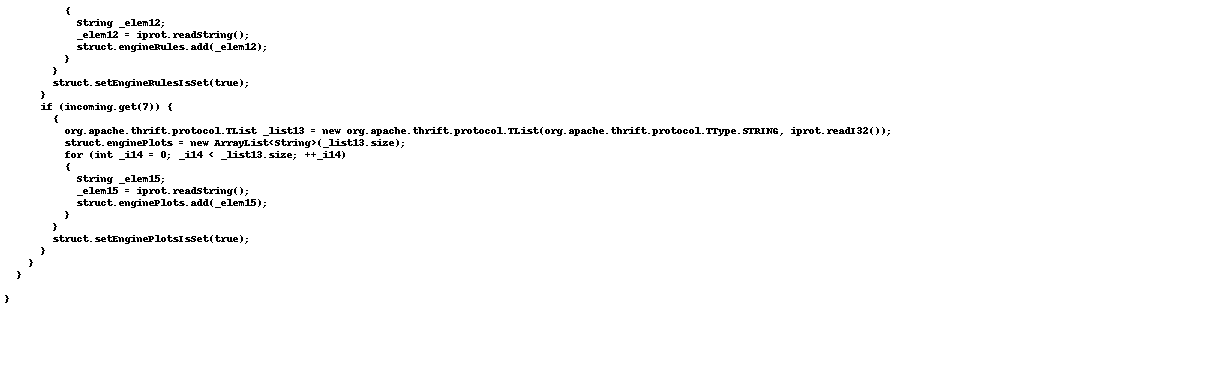 {
            String _elem12;
            _elem12 = iprot.readString();
            struct.engineRules.add(_elem12);
          }
        }
        struct.setEngineRulesIsSet(true);
      }
      if (incoming.get(7)) {
        {
          org.apache.thrift.protocol.TList _list13 = new org.apache.thrift.protocol.TList(org.apache.thrift.protocol.TType.STRING, iprot.readI32());
          struct.enginePlots = new ArrayList<String>(_list13.size);
          for (int _i14 = 0; _i14 < _list13.size; ++_i14)
          {
            String _elem15;
            _elem15 = iprot.readString();
            struct.enginePlots.add(_elem15);
          }
        }
        struct.setEnginePlotsIsSet(true);
      }
    }
  }

}